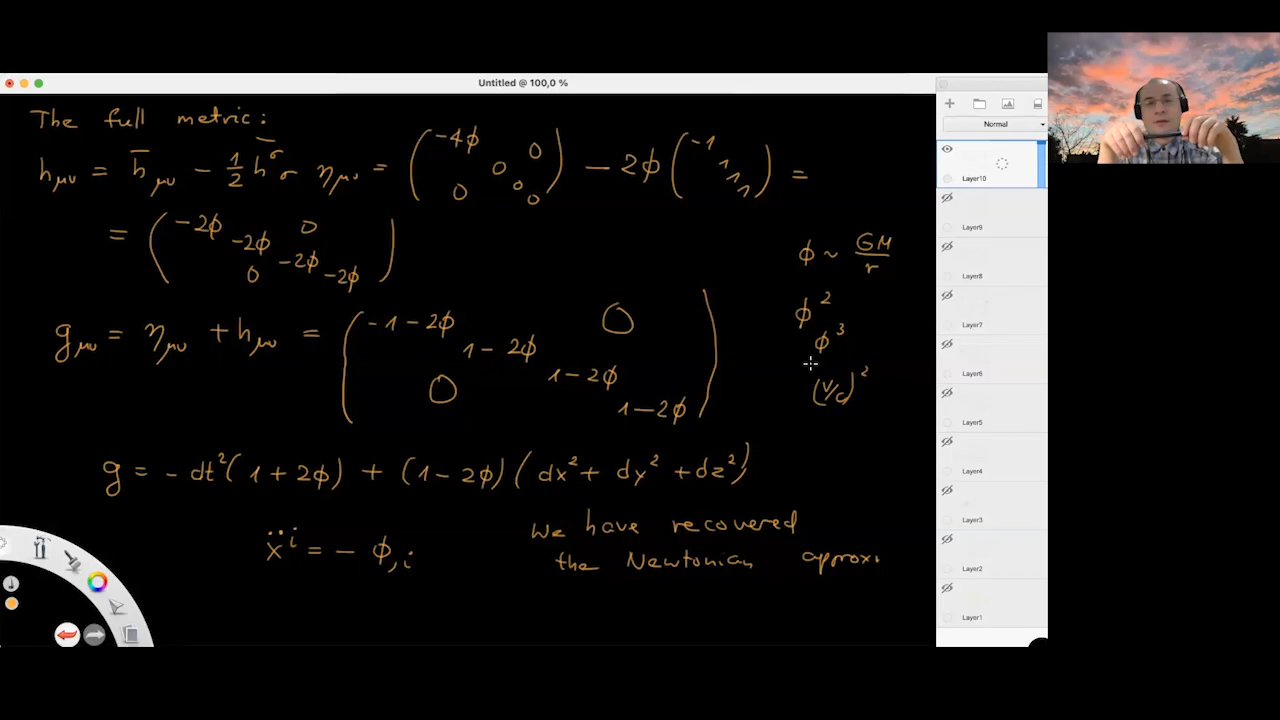 Untitled @ 100,0 %
The full metric:
hμν = h̄μν − 1/2 h̄^σσ ημν = ( −4φ 0 0 0 0 0 ) − 2φ ( −1 1 1 1 ) =
= ( −2φ −2φ 0 0 −2φ −2φ )
gμν = ημν + hμν = ( −1−2φ 0 1−2φ 0 1−2φ 1−2φ )
g = − dt²(1+2φ) + (1−2φ)(dx² + dy² + dz²)
ẍ^i = − φ,i
We have recovered
the Newtonian approx.
φ ~ GM/r
φ²
φ³
(v/c)²
Normal
Layer10
Layer9
Layer8
Layer7
Layer6
Layer5
Layer4
Layer3
Layer2
Layer1